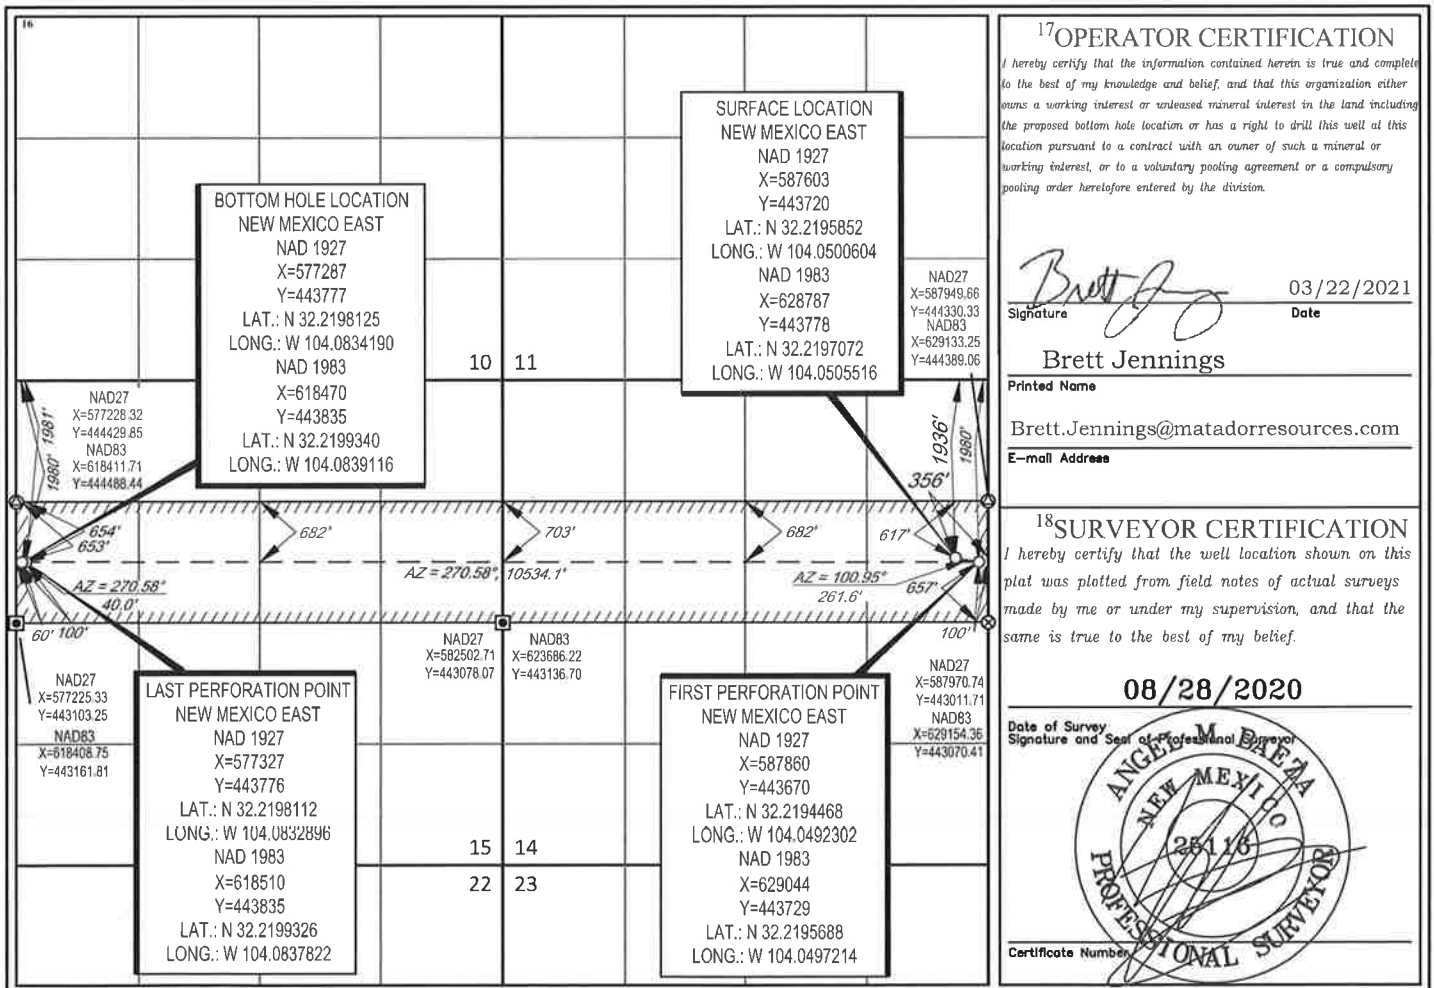 16
BOTTOM HOLE LOCATION
NEW MEXICO EAST
NAD 1927
X=577287
Y=443777
LAT.: N 32.2198125
LONG.: W 104.0834190
NAD 1983
X=618470
Y=443835
LAT.: N 32.2199340
LONG.: W 104.0839116
SURFACE LOCATION
NEW MEXICO EAST
NAD 1927
X=587603
Y=443720
LAT.: N 32.2195852
LONG.: W 104.0500604
NAD 1983
X=628787
Y=443778
LAT.: N 32.2197072
LONG.: W 104.0505516
NAD27
X=587949.66
Y=444330.33
NAD83
X=629133.25
Y=444389.06
10 11
NAD27
X=577228.32
Y=444429.85
NAD83
X=618411.71
Y=444488.44
1981'
1980'
1936'
1980'
356'
654'
653'
682'
703'
682'
617'
AZ = 270.58°
40.0'
AZ = 270.58°, 10534.1'
AZ = 100.95°
261.6'
657'
60' 100'
100'
NAD27
X=582502.71
Y=443078.07
NAD83
X=623686.22
Y=443136.70
NAD27
X=577225.33
Y=443103.25
NAD83
X=618408.75
Y=443161.81
NAD27
X=587970.74
Y=443011.71
NAD83
X=629154.36
Y=443070.41
LAST PERFORATION POINT
NEW MEXICO EAST
NAD 1927
X=577327
Y=443776
LAT.: N 32.2198112
LONG.: W 104.0832896
NAD 1983
X=618510
Y=443835
LAT.: N 32.2199326
LONG.: W 104.0837822
FIRST PERFORATION POINT
NEW MEXICO EAST
NAD 1927
X=587860
Y=443670
LAT.: N 32.2194468
LONG.: W 104.0492302
NAD 1983
X=629044
Y=443729
LAT.: N 32.2195688
LONG.: W 104.0497214
15 14
22 23
17OPERATOR CERTIFICATION
I hereby certify that the information contained herein is true and complete
to the best of my knowledge and belief, and that this organization either
owns a working interest or unleased mineral interest in the land including
the proposed bottom hole location or has a right to drill this well at this
location pursuant to a contract with an owner of such a mineral or
working interest, or to a voluntary pooling agreement or a compulsory
pooling order heretofore entered by the division.
03/22/2021
Signature Date
Brett Jennings
Printed Name
Brett.Jennings@matadorresources.com
E-mail Address
18SURVEYOR CERTIFICATION
I hereby certify that the well location shown on this
plat was plotted from field notes of actual surveys
made by me or under my supervision, and that the
same is true to the best of my belief.
08/28/2020
Date of Survey
Signature and Seal of Professional Surveyor
ANGEL M. BAEZA
NEW MEXICO
25116
PROFESSIONAL SURVEYOR
Certificate Number